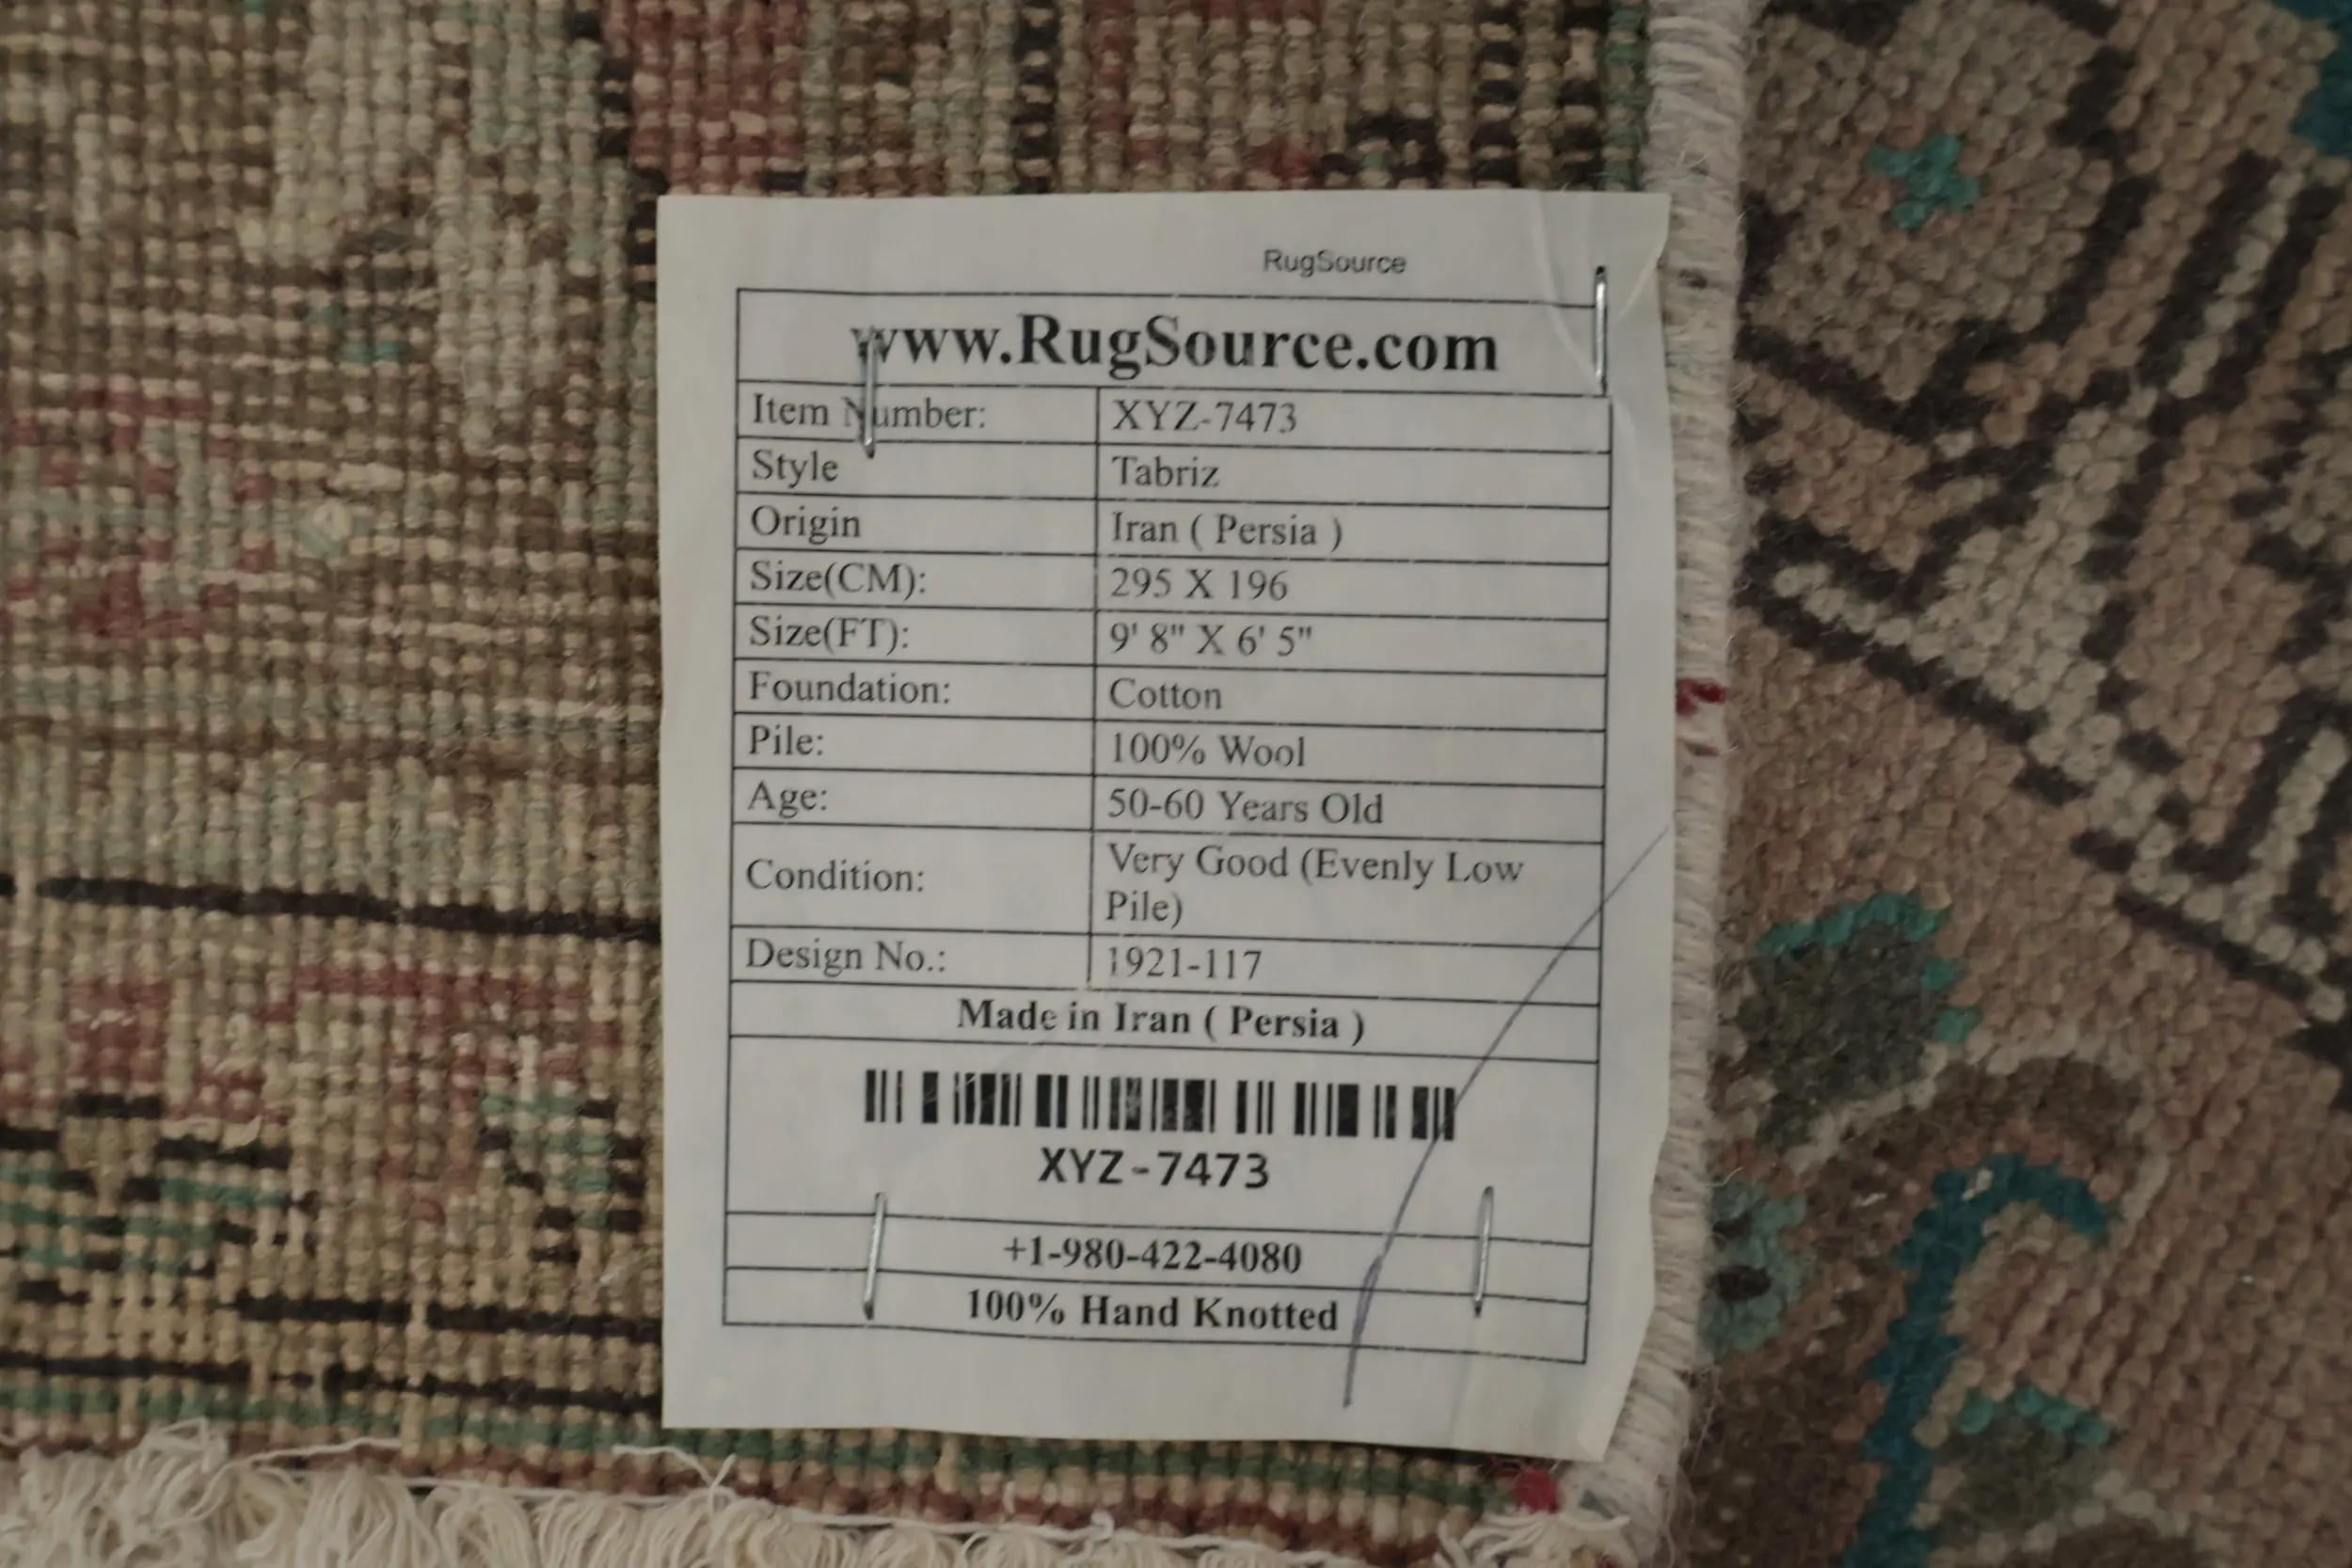 RugSource
www.RugSource.com
Item Number: XYZ-7473
Style Tabriz
Origin Iran ( Persia )
Size(CM): 295 X 196
Size(FT): 9' 8" X 6' 5"
Foundation: Cotton
Pile: 100% Wool
Age: 50-60 Years Old
Condition: Very Good (Evenly Low
Pile)
Design No.: 1921-117
Made in Iran ( Persia )
XYZ-7473
+1-980-422-4080
100% Hand Knotted